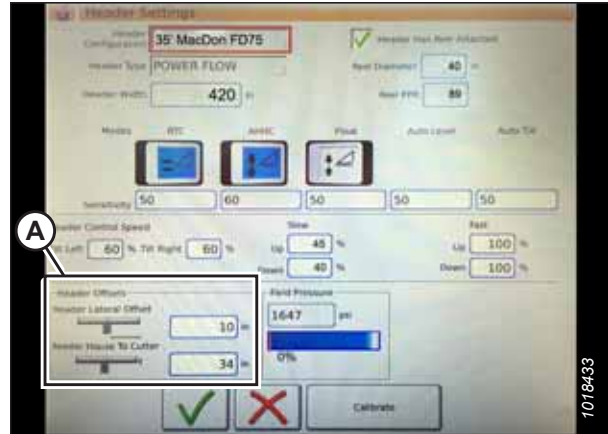 Header Settings
Header Configuration 35' MacDon FD75 Header Has Reel Attached
Header Type POWER FLOW Reel Diameter 40 in
Header Width 420 in Reel PPR 89
Modes RTC AHHC Float Auto Level Auto Tilt
Sensitivity 50 60 50 50 50
Header Control Speed Slow Fast
Tilt Left 60 % Tilt Right 60 % Up 45 % Up 100 %
Down 40 % Down 100 %
A
Header Offsets Field Pressure
Header Lateral Offset 1647 psi
10 in
Feeder House To Cutter
34 in 0%
Calibrate
1018433